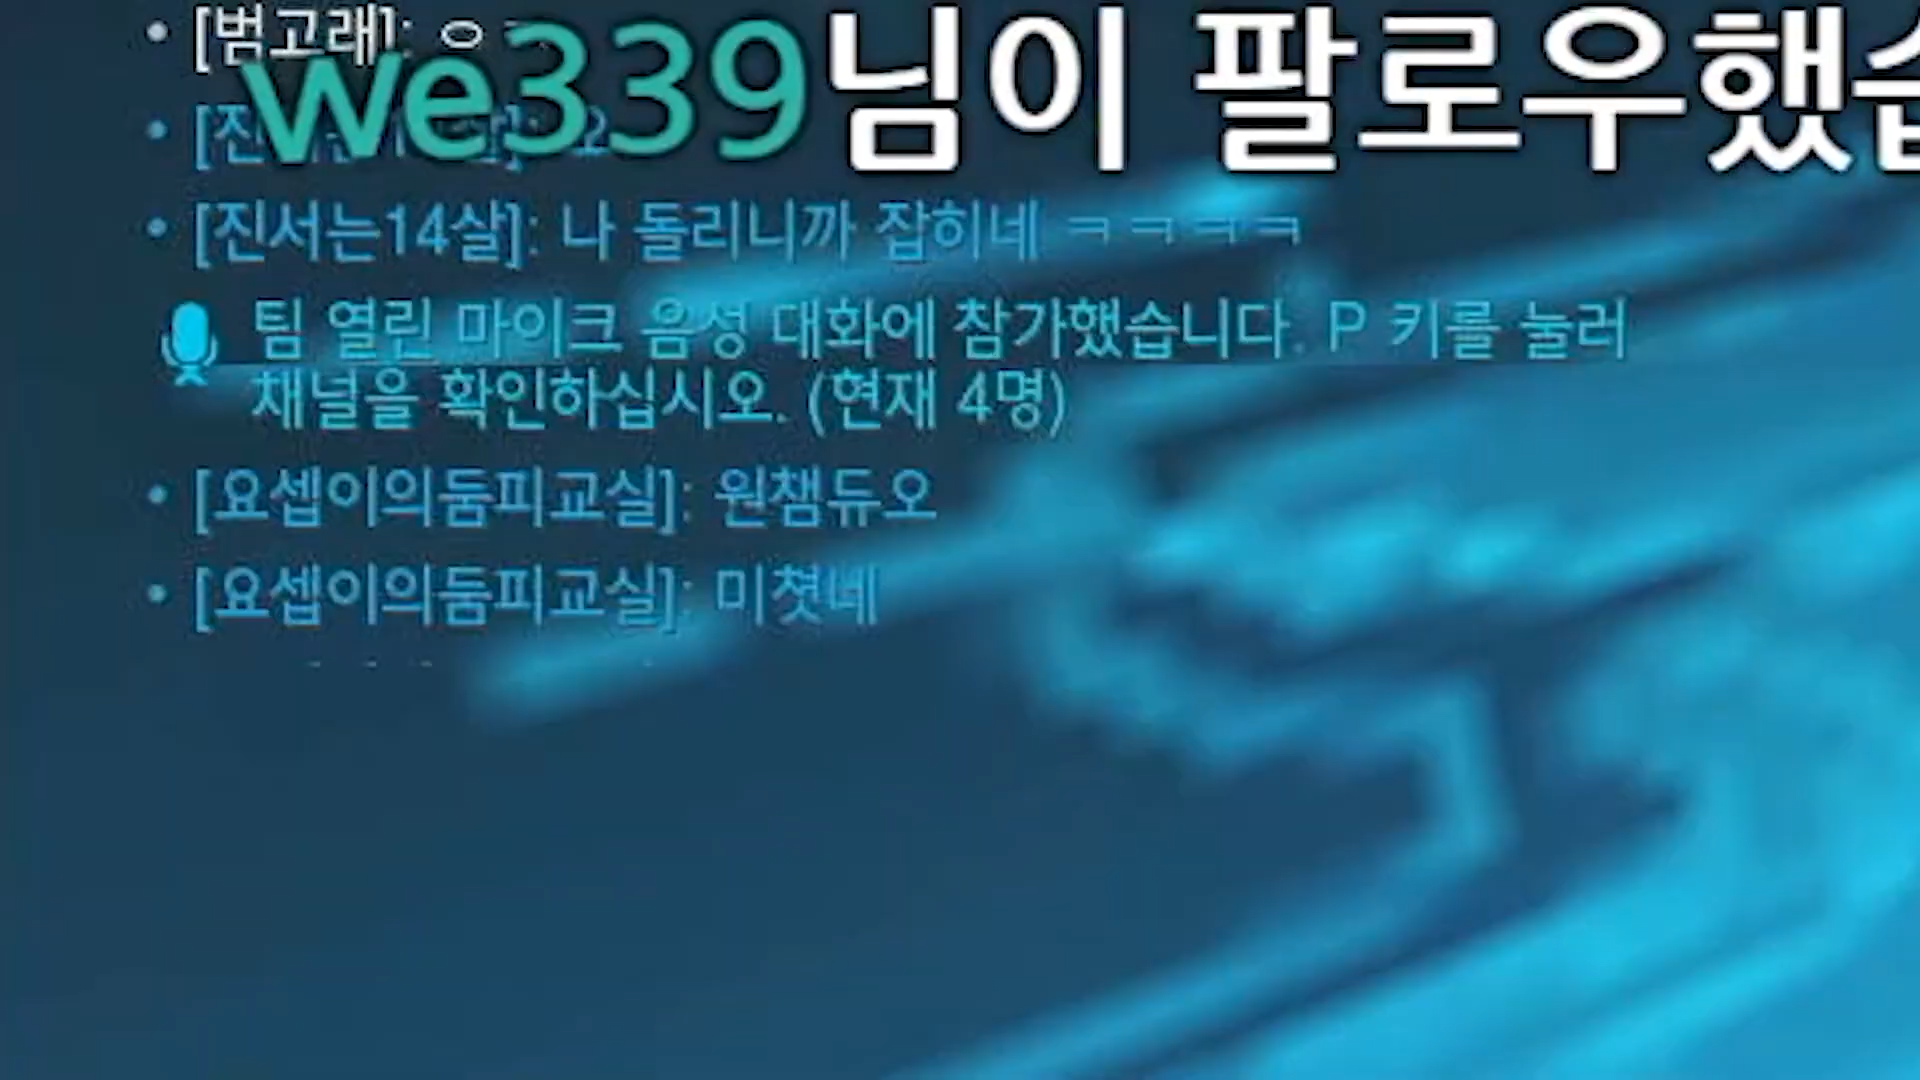 [범고래]:
we339님이 팔로우했
[진서는14살]: 나 돌리니까 잡히네 ㅋㅋㅋㅋ
팀 열린 마이크 음성 대화에 참가했습니다. P 키를 눌러
채널을 확인하십시오. (현재 4명)
[요셉이의둠피교실]: 원챔듀오
[요셉이의둠피교실]: 미쳣네